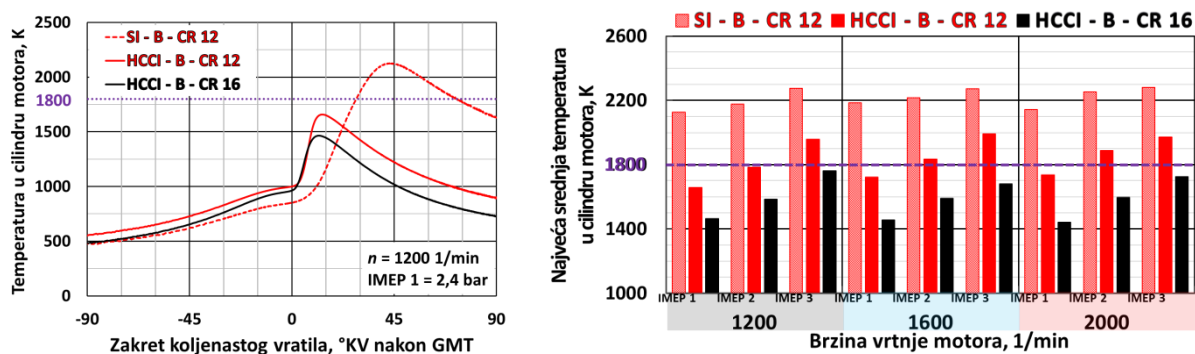 Temperatura u cilindru motora, K
2500
2000
1800
1500
1000
500
0
SI - B - CR 12
HCCI - B - CR 12
HCCI - B - CR 16
n = 1200 1/min
IMEP 1 = 2,4 bar
-90 -45 0 45 90
Zakret koljenastog vratila, °KV nakon GMT
SI - B - CR 12 HCCI - B - CR 12 HCCI - B - CR 16
Najveća srednja temperatura
u cilindru motora, K
2600
2200
1800
1400
1000
IMEP 1 IMEP 2 IMEP 3 IMEP 1 IMEP 2 IMEP 3 IMEP 1 IMEP 2 IMEP 3
1200 1600 2000
Brzina vrtnje motora, 1/min